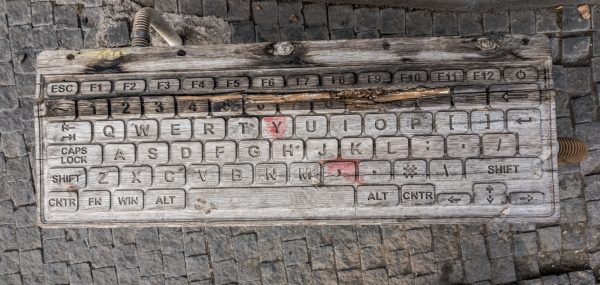 ESC F1 F2 F3 F4 F5 F6 F7 F8 F9 F10 F11 F12
1 2 3 4
Q W E R T Y U I O P [ ]
CAPS LOCK A S D F G H J K L : /
SHIFT Z X C V B N M , . # \ SHIFT
CNTR FN WIN ALT ALT CNTR